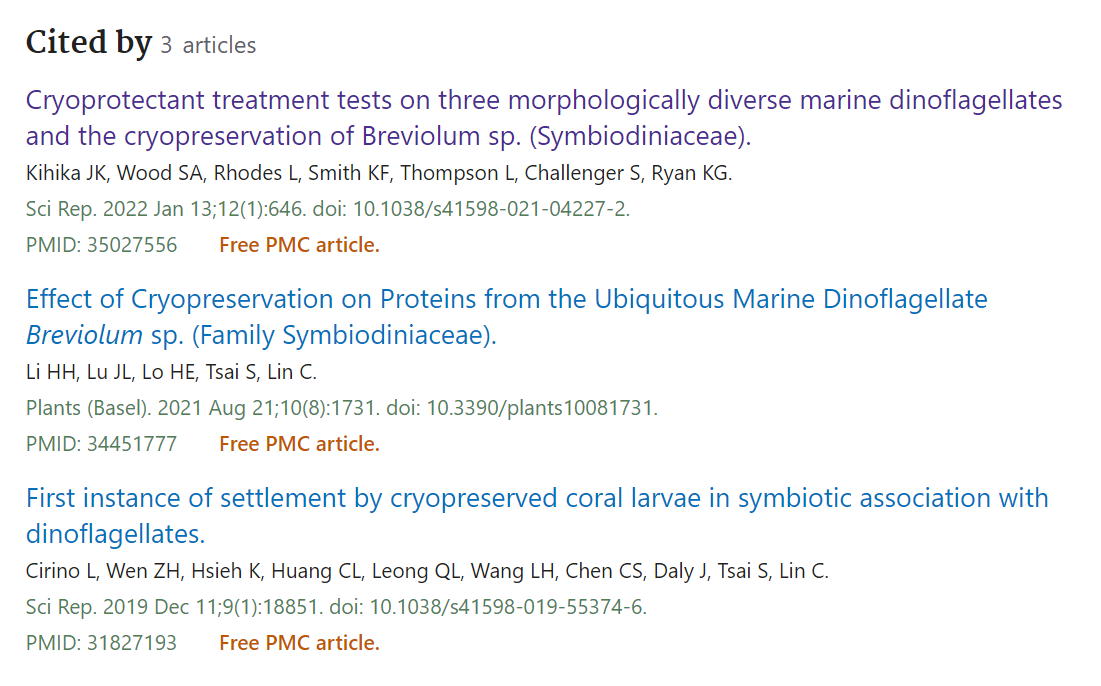 Cited by 3 articles
Cryoprotectant treatment tests on three morphologically diverse marine dinoflagellates
and the cryopreservation of Breviolum sp. (Symbiodiniaceae).
Kihika JK, Wood SA, Rhodes L, Smith KF, Thompson L, Challenger S, Ryan KG.
Sci Rep. 2022 Jan 13;12(1):646. doi: 10.1038/s41598-021-04227-2.
PMID: 35027556 Free PMC article.
Effect of Cryopreservation on Proteins from the Ubiquitous Marine Dinoflagellate
Breviolum sp. (Family Symbiodiniaceae).
Li HH, Lu JL, Lo HE, Tsai S, Lin C.
Plants (Basel). 2021 Aug 21;10(8):1731. doi: 10.3390/plants10081731.
PMID: 34451777 Free PMC article.
First instance of settlement by cryopreserved coral larvae in symbiotic association with
dinoflagellates.
Cirino L, Wen ZH, Hsieh K, Huang CL, Leong QL, Wang LH, Chen CS, Daly J, Tsai S, Lin C.
Sci Rep. 2019 Dec 11;9(1):18851. doi: 10.1038/s41598-019-55374-6.
PMID: 31827193 Free PMC article.